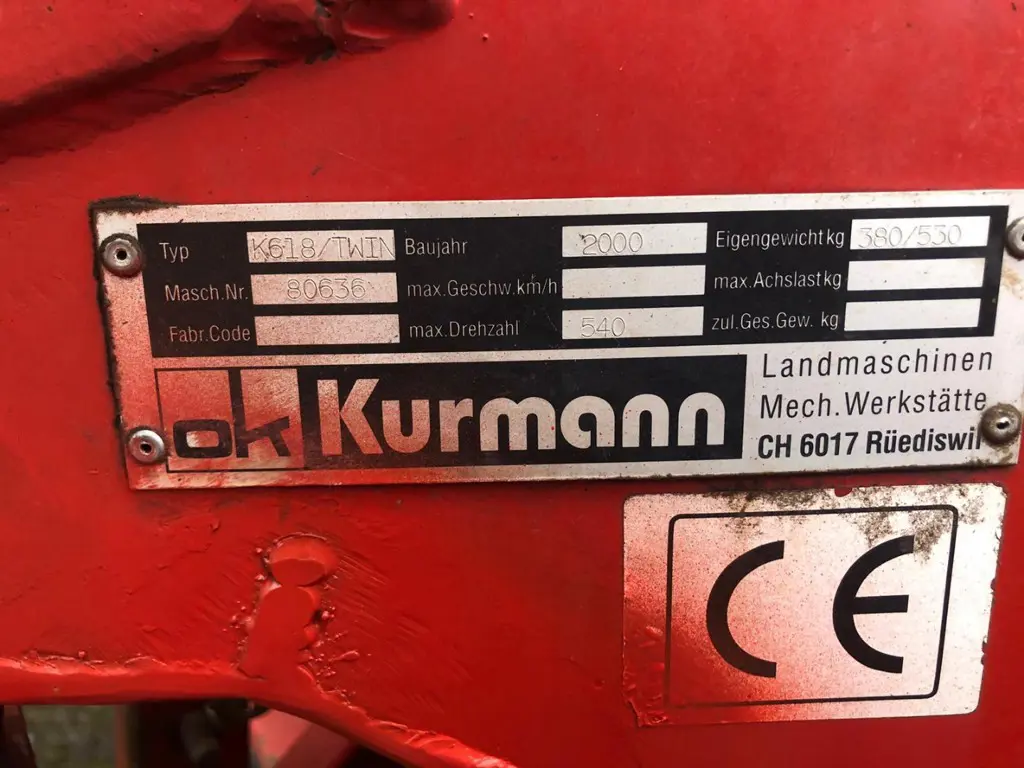 Typ K618/TWIN Baujahr 2000 Eigengewicht kg 380/530
Masch.Nr. 80636 max.Geschw.km/h max.Achslast kg
Fabr.Code max.Drehzahl 540 zul.Ges.Gew. kg
ok Kurmann
Landmaschinen
Mech.Werkstätte
CH 6017 Rüediswil
CE